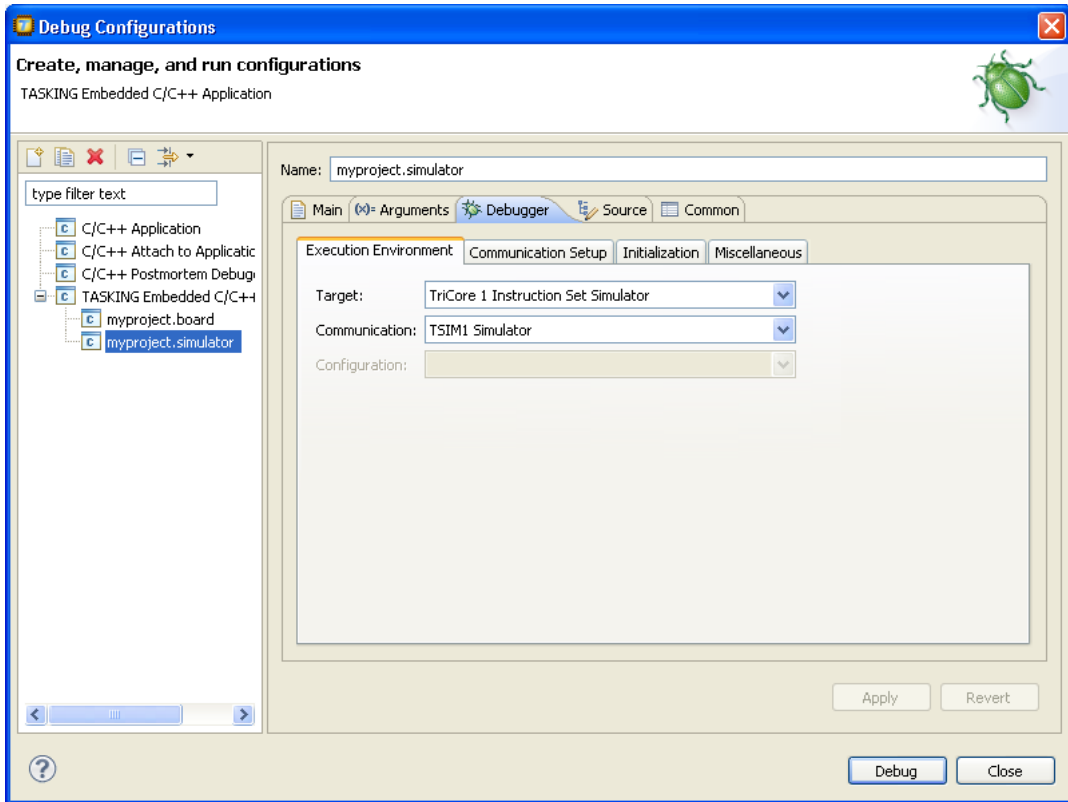 Debug Configurations
Create, manage, and run configurations
TASKING Embedded C/C++ Application
type filter text
C/C++ Application
C/C++ Attach to Applicatic
C/C++ Postmortem Debug
TASKING Embedded C/C++
myproject.board
myproject.simulator
Name: myproject.simulator
Main (x)= Arguments Debugger Source Common
Execution Environment Communication Setup Initialization Miscellaneous
Target: TriCore 1 Instruction Set Simulator
Communication: TSIM1 Simulator
Configuration:
Apply Revert
? Debug Close